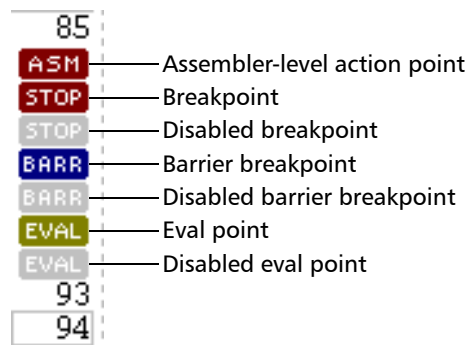 85
ASM Assembler-level action point
STOP Breakpoint
STOP Disabled breakpoint
BARR Barrier breakpoint
BARR Disabled barrier breakpoint
EVAL Eval point
EVAL Disabled eval point
93
94